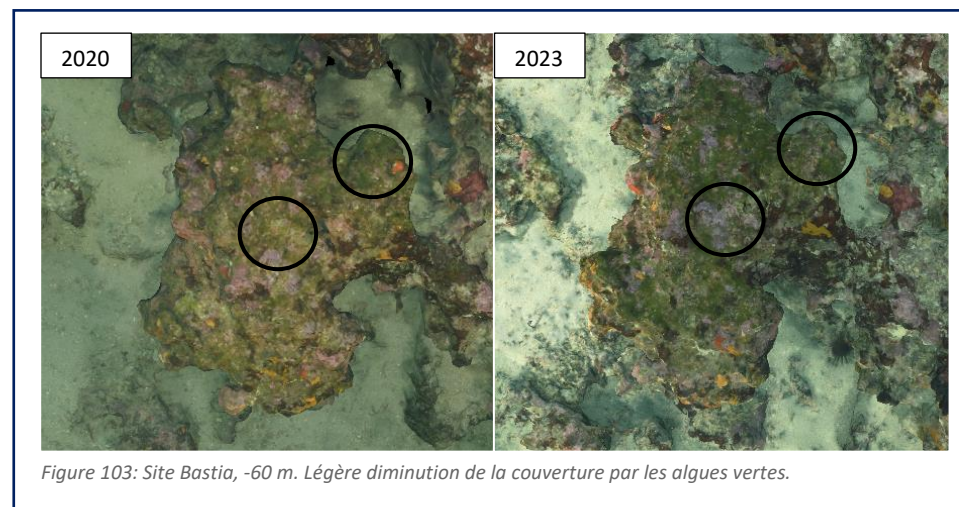 2020
2023
Figure 103: Site Bastia, -60 m. Légère diminution de la couverture par les algues vertes.